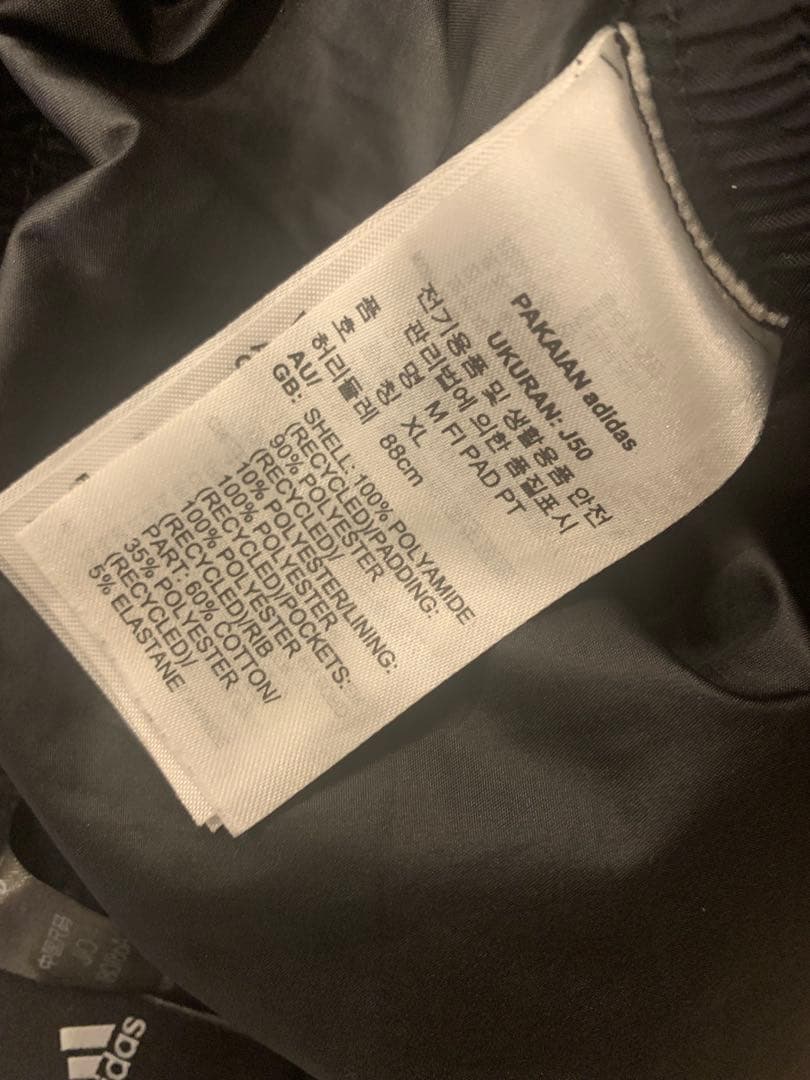 PAKAIAN adidas
UKURAN: J50
전기용품 및 생활용품 안전
관리법에 의한 품질표시
품 명 M FI PAD PT
호 칭 XL
허리둘레 88cm
AU/
GB: SHELL: 100% POLYAMIDE
(RECYCLED)/PADDING:
90% POLYESTER
(RECYCLED)/
10% POLYESTER/LINING:
100% POLYESTER
(RECYCLED)/POCKETS:
100% POLYESTER
(RECYCLED)/RIB
PART: 60% COTTON/
35% POLYESTER
(RECYCLED)/
5% ELASTANE